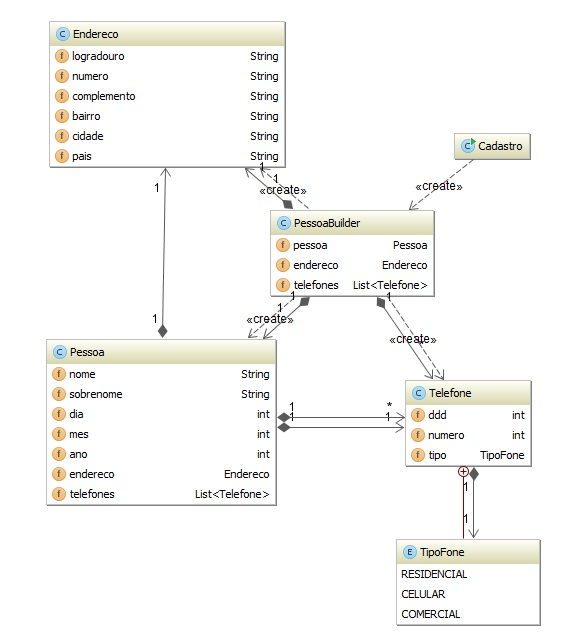 Endereco
logradouro String
numero String
complemento String
bairro String
cidade String
pais String
Cadastro
1
1
«create»
«create»
PessoaBuilder
pessoa Pessoa
endereco Endereco
telefones List<Telefone>
1
1
1
1
«create»
«create»
Pessoa
nome String
sobrenome String
dia int
mes int
ano int
endereco Endereco
telefones List<Telefone>
1 *
1 1
Telefone
ddd int
numero int
tipo TipoFone
1
1
TipoFone
RESIDENCIAL
CELULAR
COMERCIAL